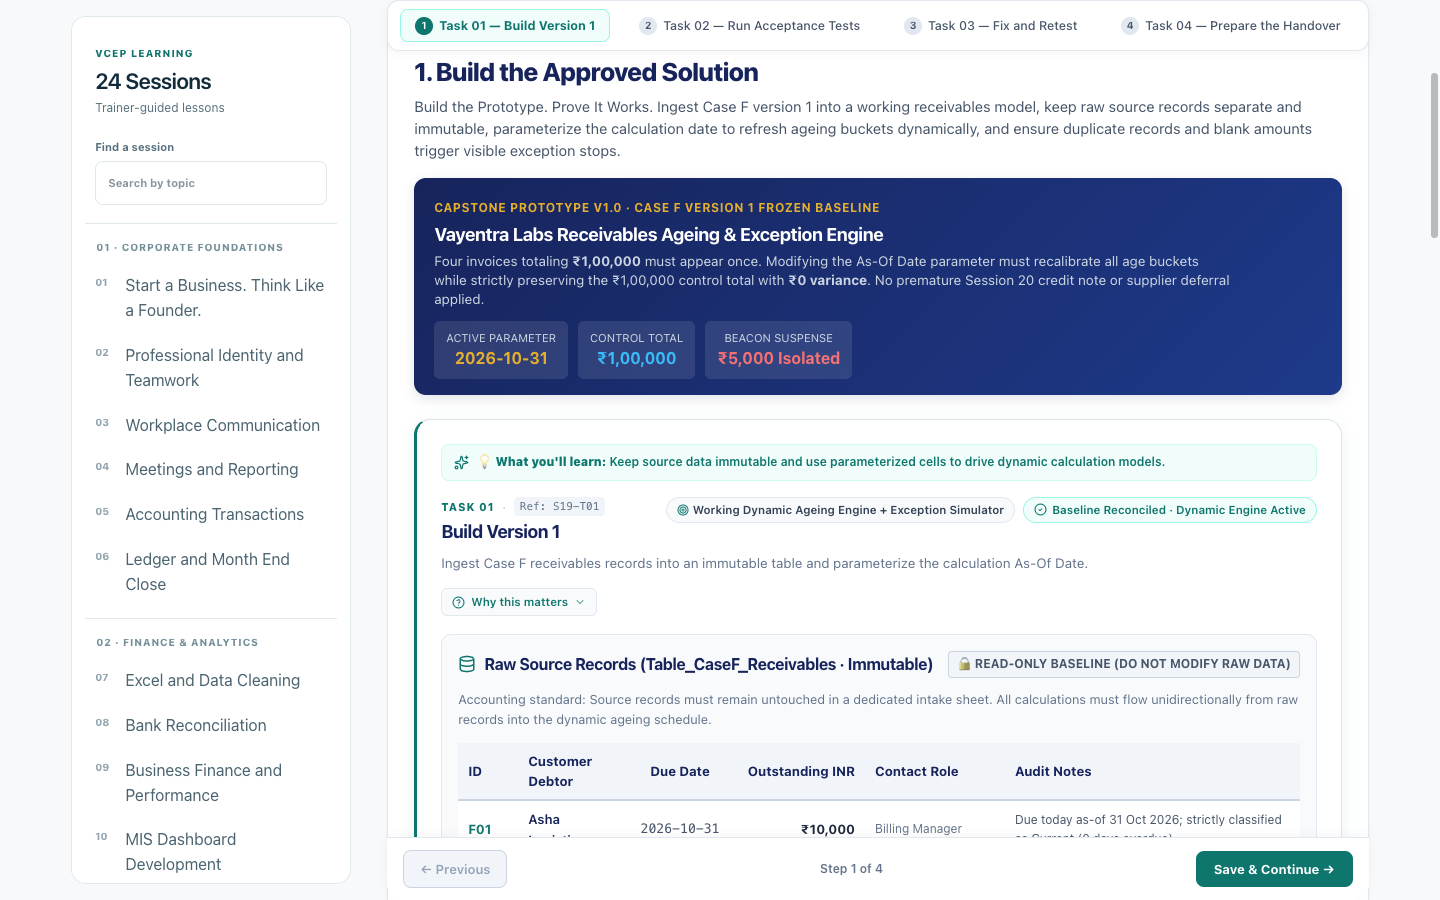 VCEP LEARNING
24 Sessions
Trainer-guided lessons
Find a session
Search by topic
01 · CORPORATE FOUNDATIONS
01 Start a Business. Think Like
a Founder.
02 Professional Identity and
Teamwork
03 Workplace Communication
04 Meetings and Reporting
05 Accounting Transactions
06 Ledger and Month End
Close
02 · FINANCE & ANALYTICS
07 Excel and Data Cleaning
08 Bank Reconciliation
09 Business Finance and
Performance
10 MIS Dashboard
Development
1 Task 01 — Build Version 1
2 Task 02 — Run Acceptance Tests
3 Task 03 — Fix and Retest
4 Task 04 — Prepare the Handover
1. Build the Approved Solution
Build the Prototype. Prove It Works. Ingest Case F version 1 into a working receivables model, keep raw source records separate and
immutable, parameterize the calculation date to refresh ageing buckets dynamically, and ensure duplicate records and blank amounts
trigger visible exception stops.
CAPSTONE PROTOTYPE V1.0 · CASE F VERSION 1 FROZEN BASELINE
Vayentra Labs Receivables Ageing & Exception Engine
Four invoices totaling ₹1,00,000 must appear once. Modifying the As-Of Date parameter must recalibrate all age buckets
while strictly preserving the ₹1,00,000 control total with ₹0 variance. No premature Session 20 credit note or supplier deferral
applied.
ACTIVE PARAMETER
2026-10-31
CONTROL TOTAL
₹1,00,000
BEACON SUSPENSE
₹5,000 Isolated
💡 What you'll learn: Keep source data immutable and use parameterized cells to drive dynamic calculation models.
TASK 01 · Ref: S19-T01
Working Dynamic Ageing Engine + Exception Simulator
Baseline Reconciled · Dynamic Engine Active
Build Version 1
Ingest Case F receivables records into an immutable table and parameterize the calculation As-Of Date.
Why this matters
Raw Source Records (Table_CaseF_Receivables · Immutable)
🔒 READ-ONLY BASELINE (DO NOT MODIFY RAW DATA)
Accounting standard: Source records must remain untouched in a dedicated intake sheet. All calculations must flow unidirectionally from raw
records into the dynamic ageing schedule.
ID Customer Debtor Due Date Outstanding INR Contact Role Audit Notes
F01 Asha 2026-10-31 ₹10,000 Billing Manager Due today as-of 31 Oct 2026; strictly classified
← Previous
Step 1 of 4
Save & Continue →